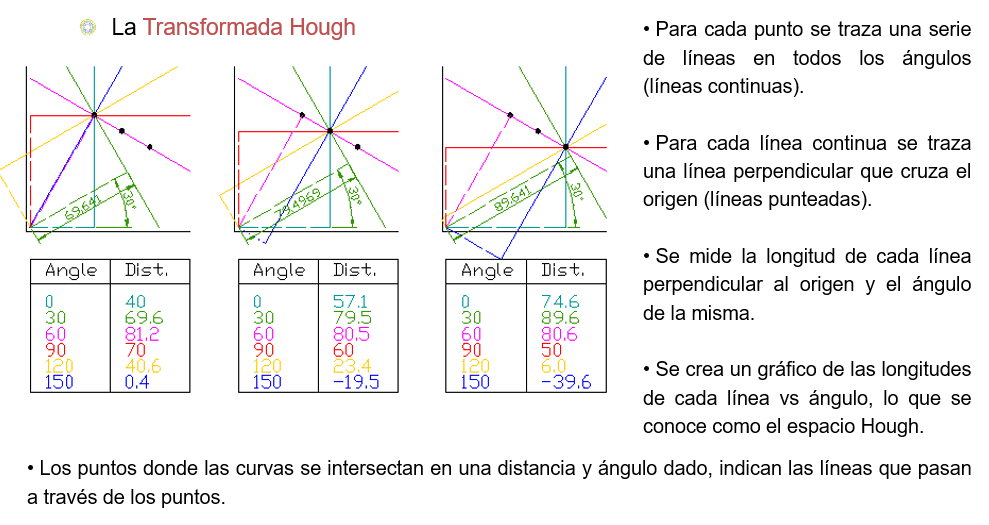 La Transformada Hough
69.641
30°
79.4969
30°
89.641
30°
Angle Dist.
0 40
30 69.6
60 81.2
90 70
120 40.6
150 0.4
Angle Dist.
0 57.1
30 79.5
60 80.5
90 60
120 23.4
150 -19.5
Angle Dist.
0 74.6
30 89.6
60 80.6
90 50
120 6.0
150 -39.6
• Para cada punto se traza una serie
de líneas en todos los ángulos
(líneas continuas).
• Para cada línea continua se traza
una línea perpendicular que cruza el
origen (líneas punteadas).
• Se mide la longitud de cada línea
perpendicular al origen y el ángulo
de la misma.
• Se crea un gráfico de las longitudes
de cada línea vs ángulo, lo que se
conoce como el espacio Hough.
• Los puntos donde las curvas se intersectan en una distancia y ángulo dado, indican las líneas que pasan
a través de los puntos.